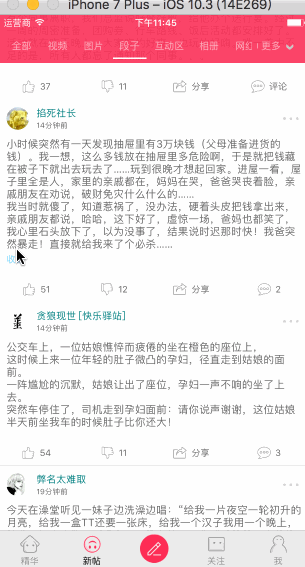 iPhone 7 Plus – iOS 10.3 (14E269)
运营商 下午11:45
全部 视频 图片 段子 互动区 相册 网红 更多
37 11 分享 评论
掐死社长
14分钟前
小时候突然有一天发现抽屉里有3万块钱（父母准备进货的
钱）。我一想，这么多钱放在抽屉里多危险啊，于是就把钱藏
在被子下就出去玩去了……玩到很晚才想起回家。进屋一看，屋
子里全是人，家里的亲戚都在，妈妈在哭，爸爸哭丧着脸，亲
戚朋友在劝说，破财免灾什么什么的……
我当时就傻了，知道惹祸了，没办法，硬着头皮把钱拿出来，
亲戚朋友都说，哈哈，这下好了，虚惊一场，爸妈也都笑了，
我心里石头放下了，以为没事了，结果说时迟那时快！我爸突
然暴走！直接就给我来了个必杀……
51 12 分享 2
贪狼现世 [快乐驿站]
14分钟前
公交车上，一位姑娘憔悴而疲倦的坐在橙色的座位上，
这时候上来一位年轻的肚子微凸的孕妇，径直走到姑娘的面
前。
一阵尴尬的沉默，姑娘让出了座位，孕妇一声不响的坐了上
去。
突然车停住了，司机走到孕妇面前：请你说声谢谢，这位姑娘
半天前坐我车的时候肚子比你还大！
54 11 分享 3
弊名太难取
19分钟前
今天在澡堂听见一妹子边洗澡边唱：“给我一片夜空一轮初升的
月亮，给我一盒TT还要一张床，给我一个汉子我用一个晚上，
精华 新帖 关注 我